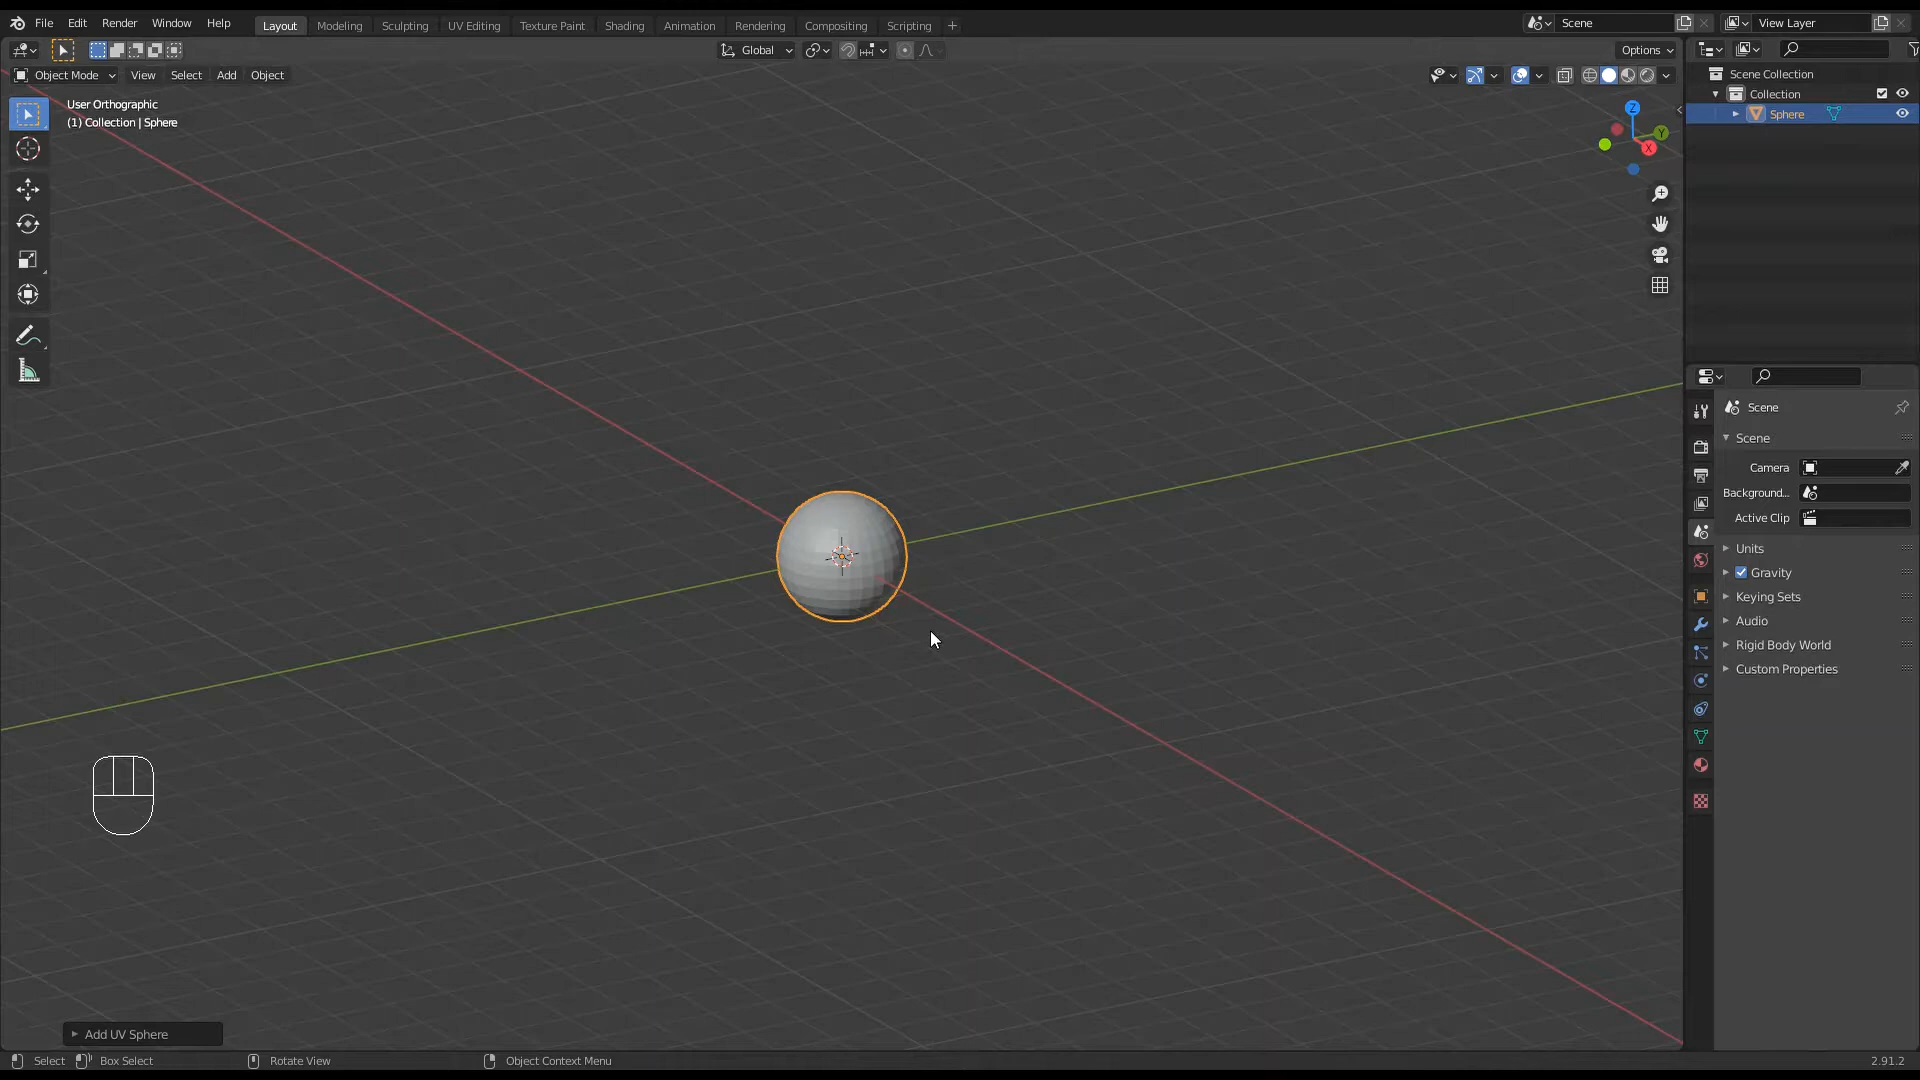 File Edit Render Window Help Layout Modeling Sculpting UV Editing Texture Paint Shading Animation Rendering Compositing Scripting + Scene View Layer
Global Options
Object Mode View Select Add Object
User Orthographic
(1) Collection | Sphere
Z
Y
X
Scene Collection
Collection
Sphere
Scene
Scene
Camera
Background...
Active Clip
Units
Gravity
Keying Sets
Audio
Rigid Body World
Custom Properties
Add UV Sphere
Select Box Select Rotate View Object Context Menu 2.91.2